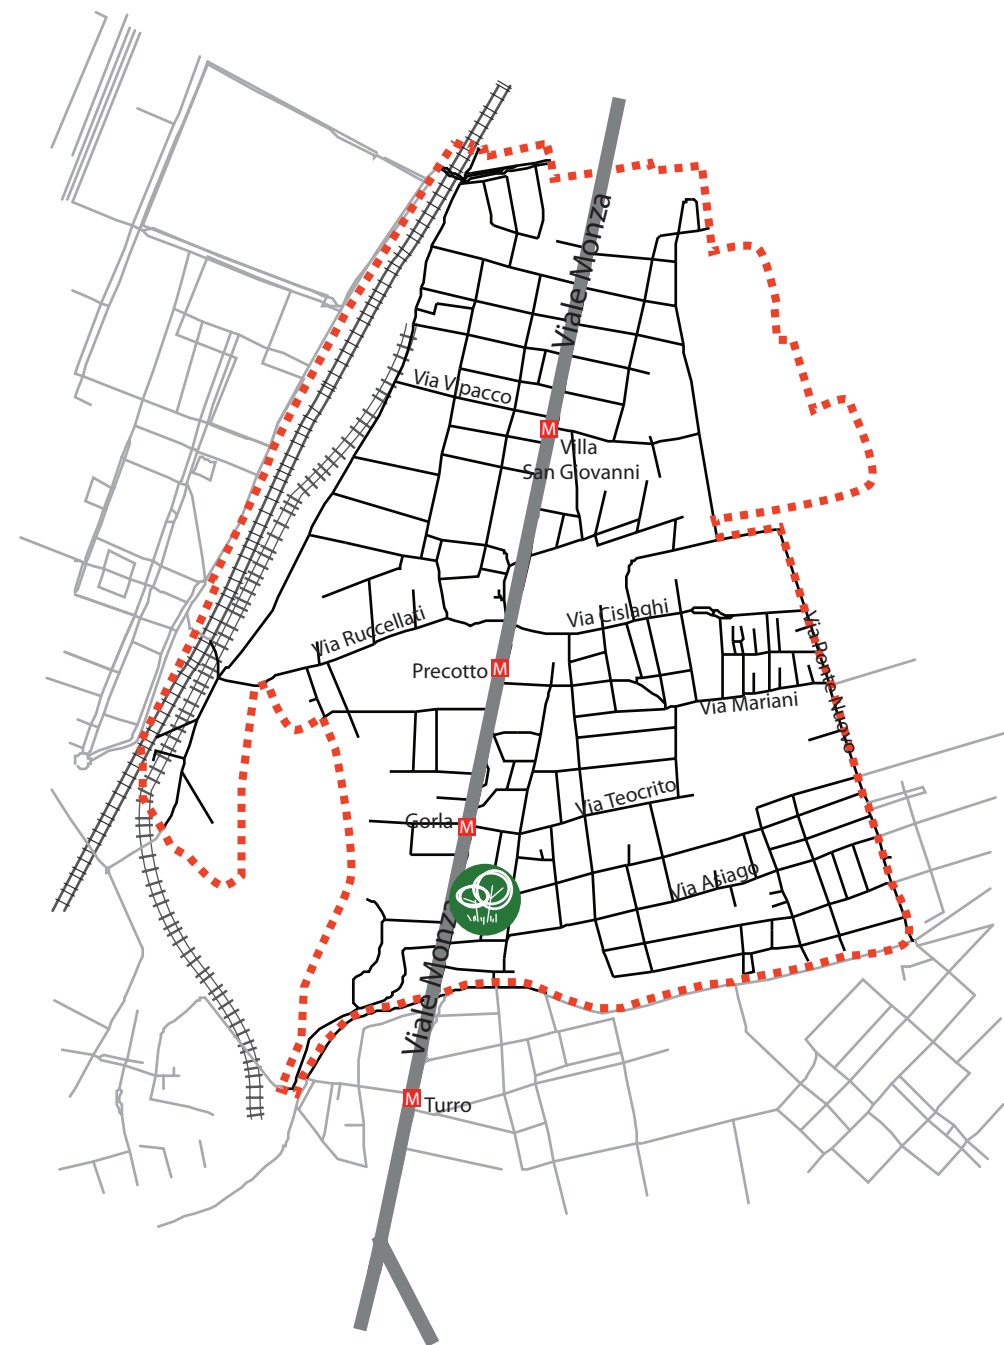 Viale Monza
Via Vipacco
M
Villa
San Giovanni
Via Cislaghi
Via Ruccellati
Via Ponte Nuovo
Precotto M
Via Mariani
Via Teocrito
Gorla M
Via Asiago
Viale Monza
M
Turro